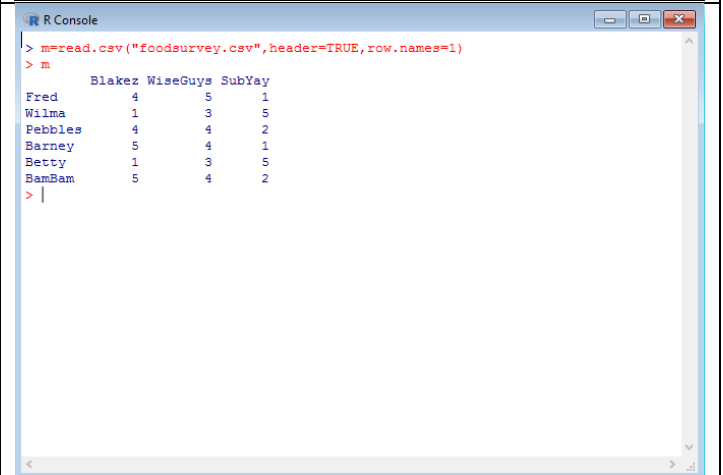 R Console
> m=read.csv("foodsurvey.csv",header=TRUE,row.names=1)
> m
        Blakez WiseGuys SubYay
Fred         4        5      1
Wilma        1        3      5
Pebbles      4        4      2
Barney       5        4      1
Betty        1        3      5
BamBam       5        4      2
>